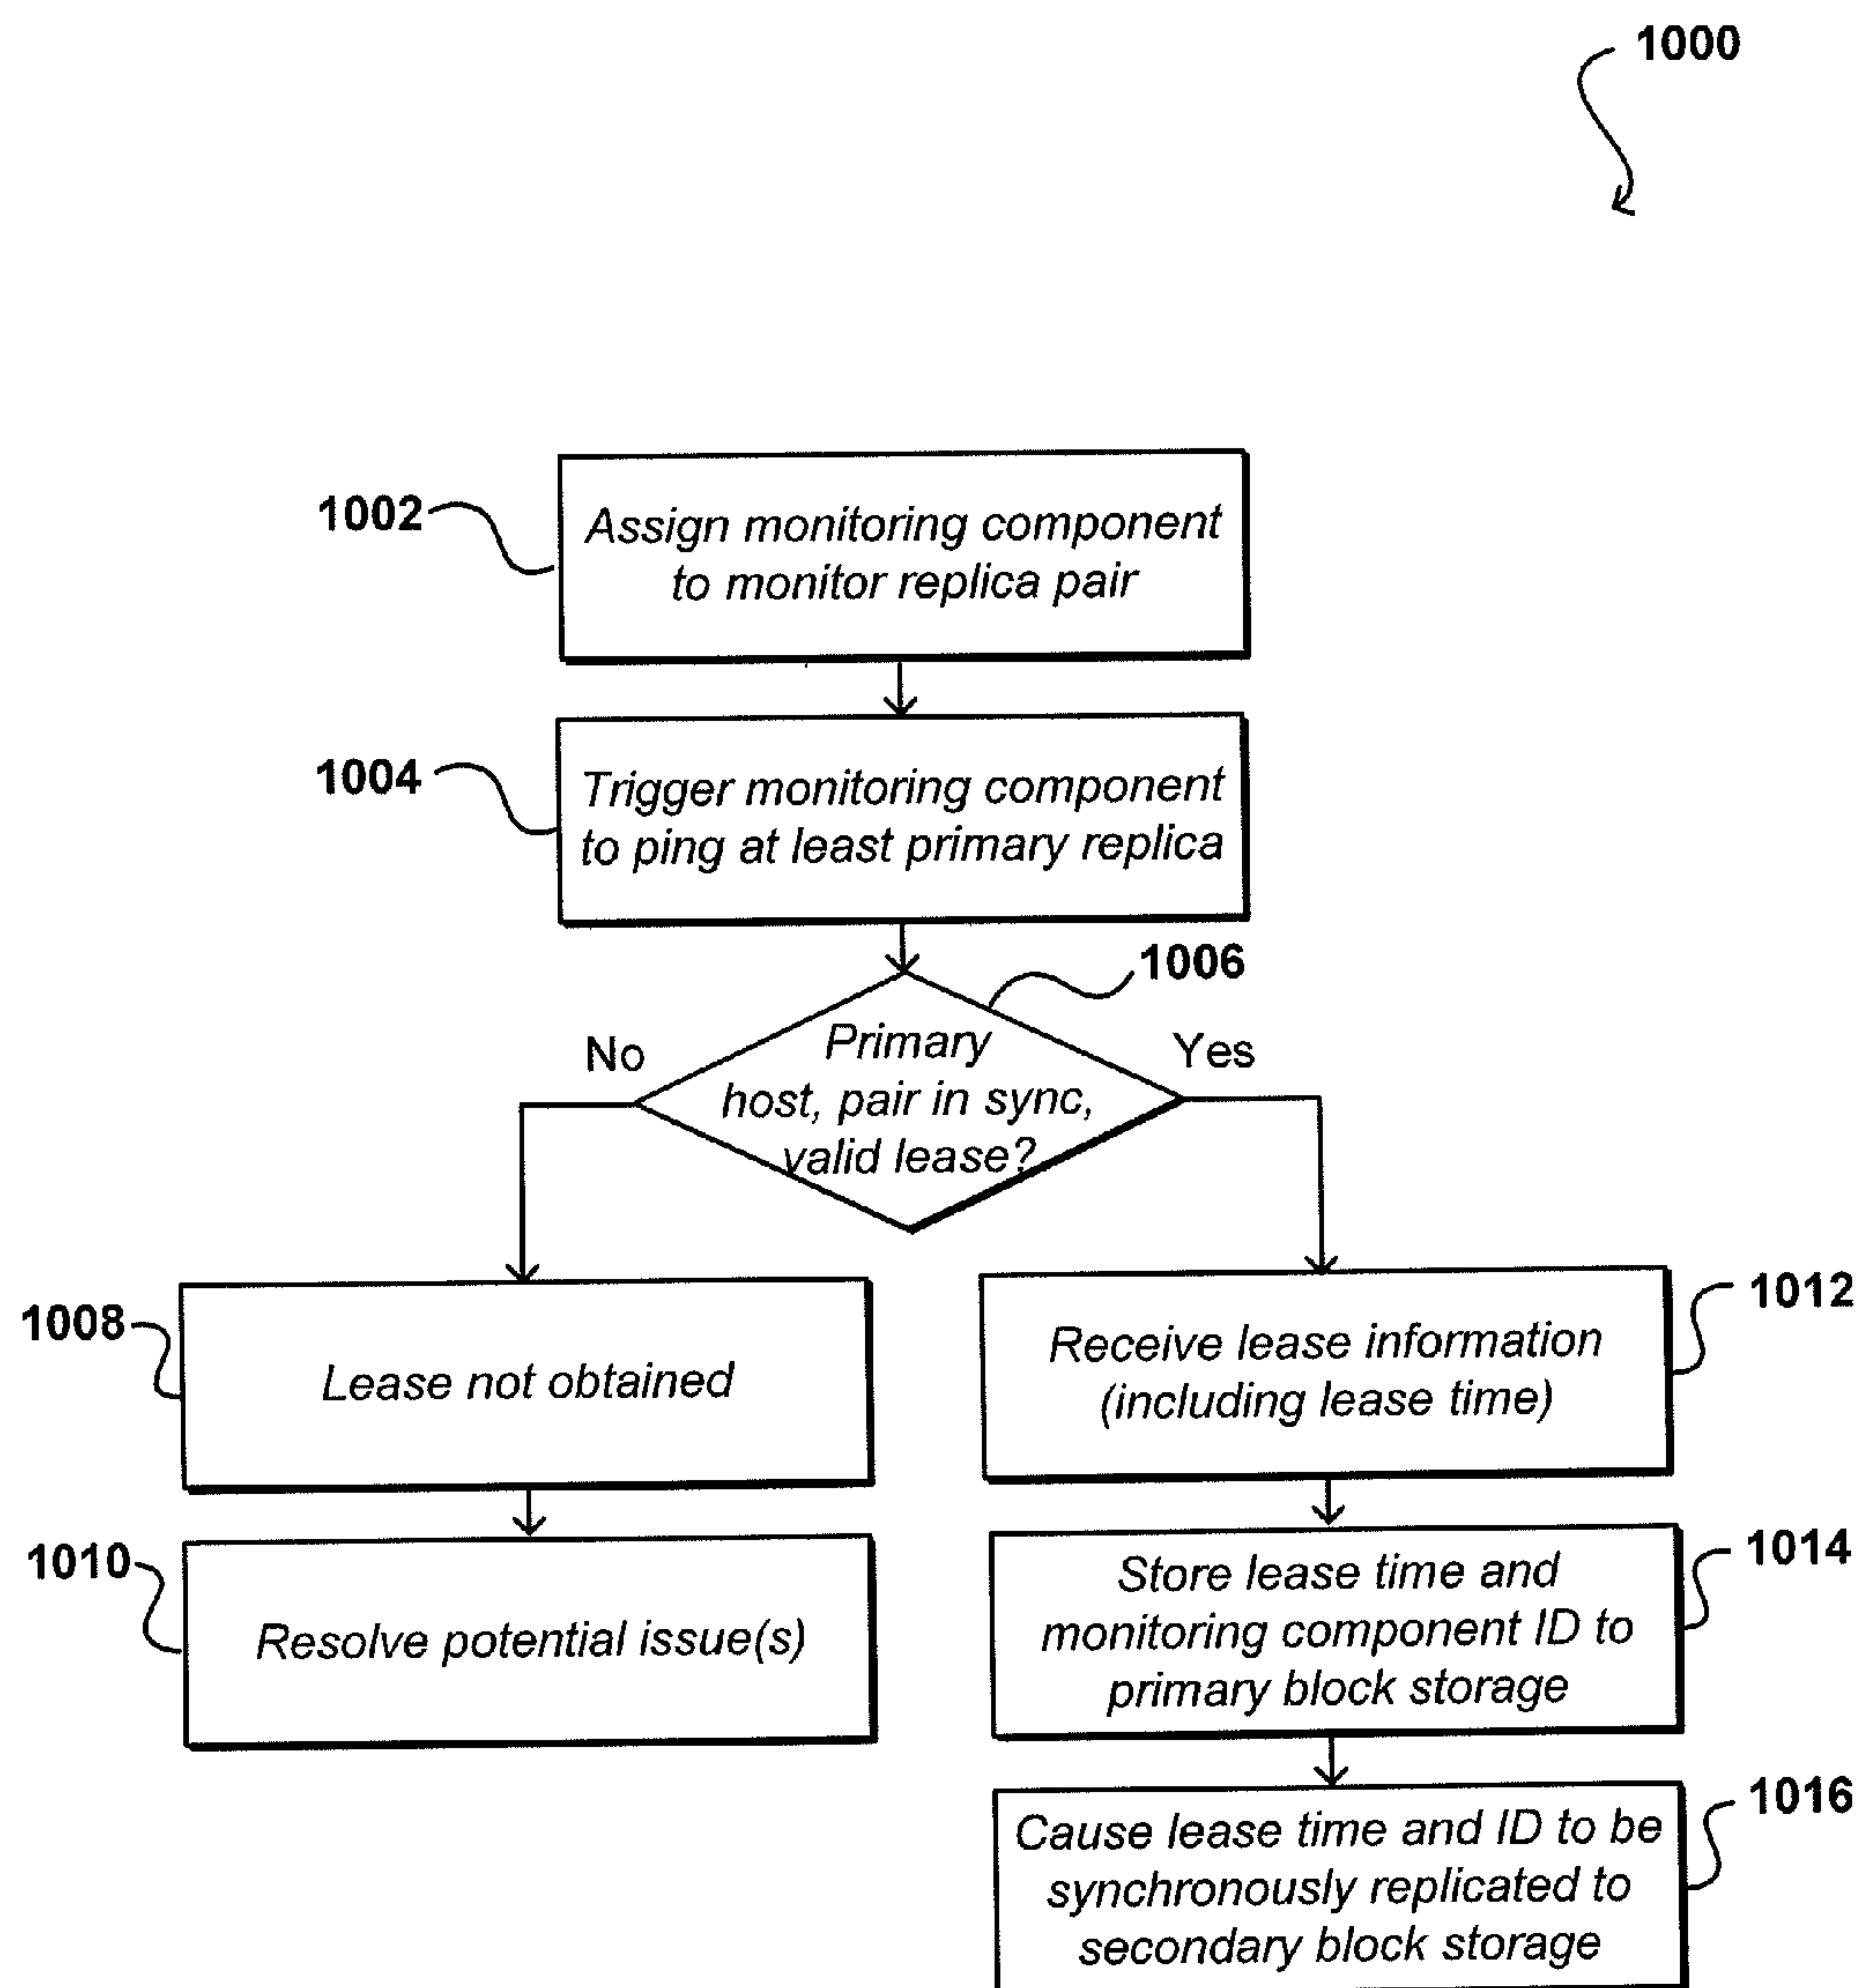 1000
1002
Assign monitoring component
to monitor replica pair
1004
Trigger monitoring component
to ping at least primary replica
1006
No
Primary
host, pair in sync,
valid lease?
Yes
1008
Lease not obtained
1010
Resolve potential issue(s)
1012
Receive lease information
(including lease time)
1014
Store lease time and
monitoring component ID to
primary block storage
1016
Cause lease time and ID to be
synchronously replicated to
secondary block storage